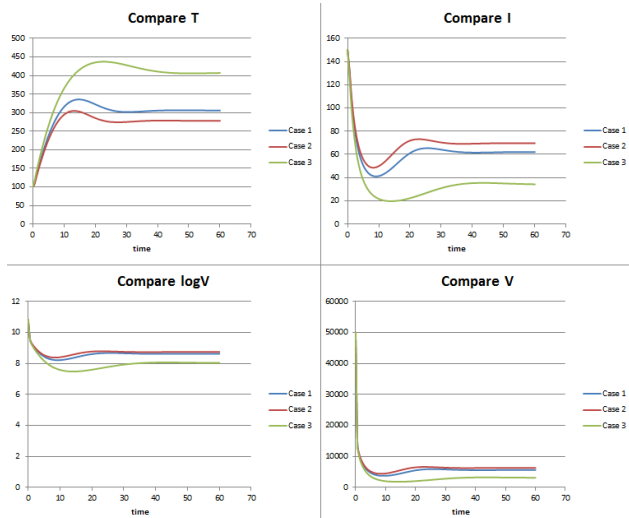 Compare T
500
450
400
350
300
250
200
150
100
50
0
0 10 20 30 40 50 60 70
time
Case 1
Case 2
Case 3
Compare I
160
140
120
100
80
60
40
20
0
0 10 20 30 40 50 60 70
time
Case 1
Case 2
Case 3
Compare logV
12
10
8
6
4
2
0
0 10 20 30 40 50 60 70
time
Case 1
Case 2
Case 3
Compare V
60000
50000
40000
30000
20000
10000
0
0 10 20 30 40 50 60 70
time
Case 1
Case 2
Case 3